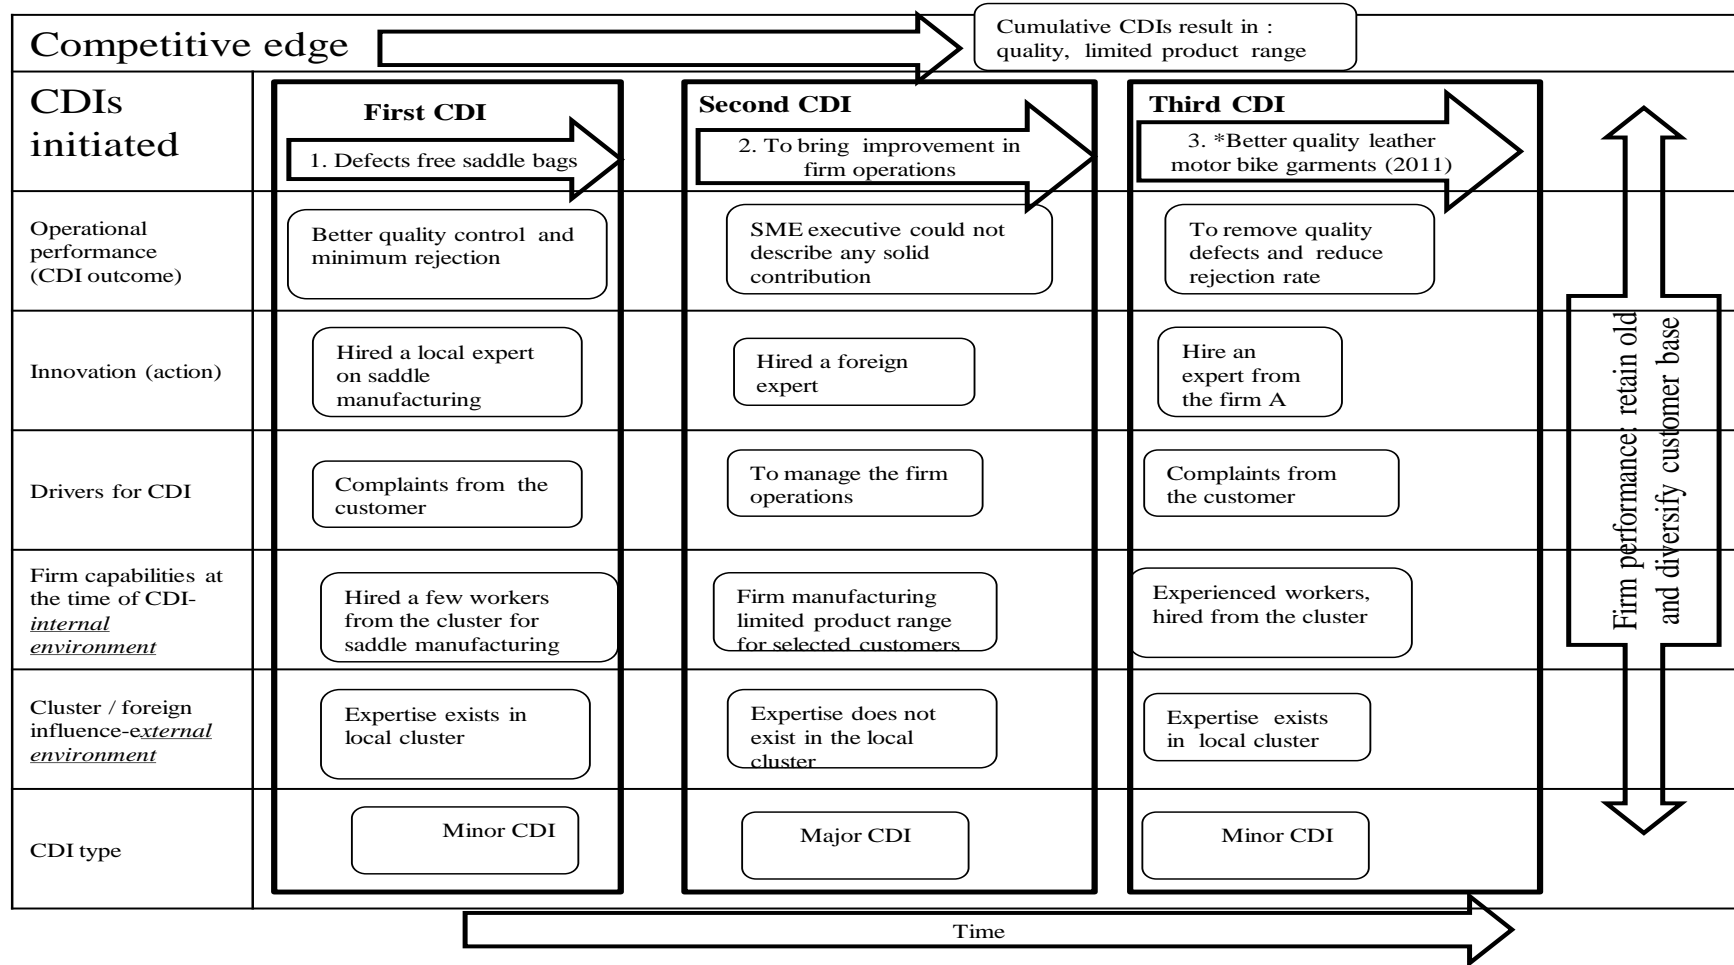 Competitive edge
Cumulative CDIs result in :
quality, limited product range
CDIs
initiated
First CDI
1. Defects free saddle bags
Second CDI
2. To bring improvement in
firm operations
Third CDI
3. *Better quality leather
motor bike garments (2011)
Operational
performance
(CDI outcome)
Better quality control and
minimum rejection
SME executive could not
describe any solid
contribution
To remove quality
defects and reduce
rejection rate
Innovation (action)
Hired a local expert
on saddle
manufacturing
Hired a foreign
expert
Hire an
expert from
the firm A
Drivers for CDI
Complaints from the
customer
To manage the firm
operations
Complaints from
the customer
Firm capabilities at
the time of CDI-
internal
environment
Hired a few workers
from the cluster for
saddle manufacturing
Firm manufacturing
limited product range
for selected customers
Experienced workers,
hired from the cluster
Cluster / foreign
influence-external
environment
Expertise exists in
local cluster
Expertise does not
exist in the local
cluster
Expertise exists
in local cluster
CDI type
Minor CDI
Major CDI
Minor CDI
Firm performance: retain old
and diversify customer base
Time